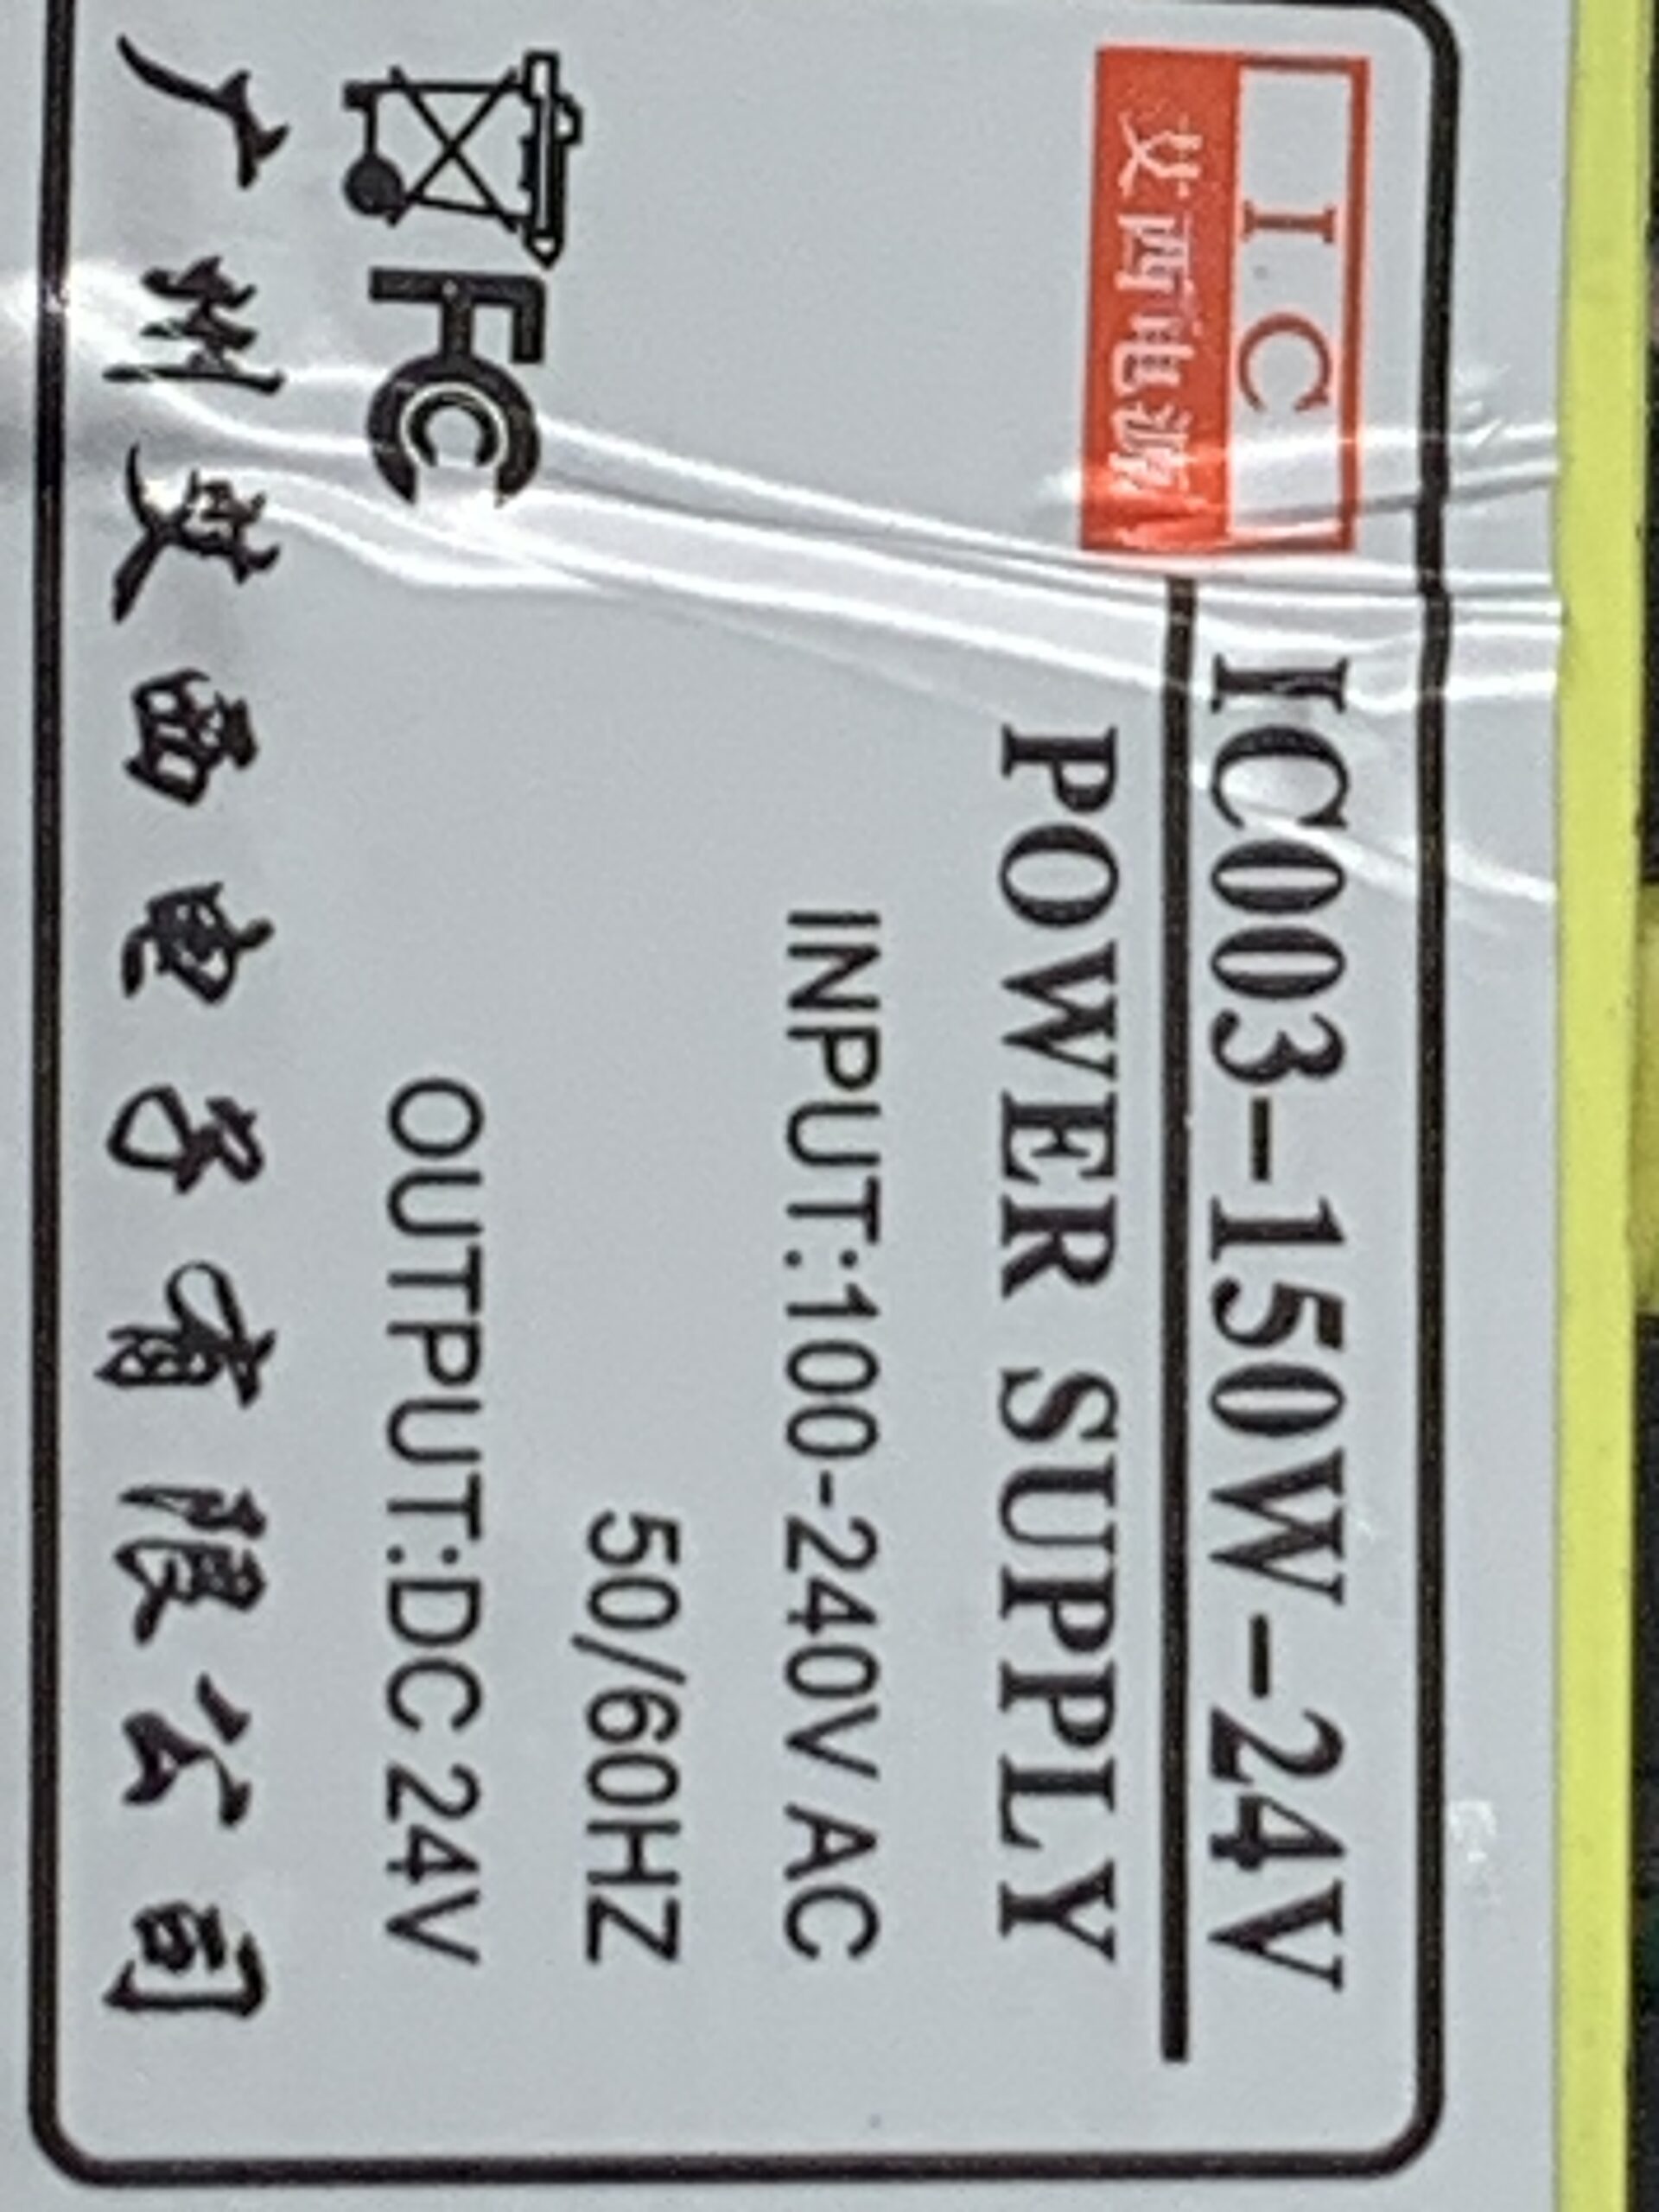 IC
艾西电源
IC003-150W-24V
POWER SUPPLY
INPUT:100-240V AC
50/60HZ
OUTPUT:DC 24V
FC
广州艾西电子有限公司